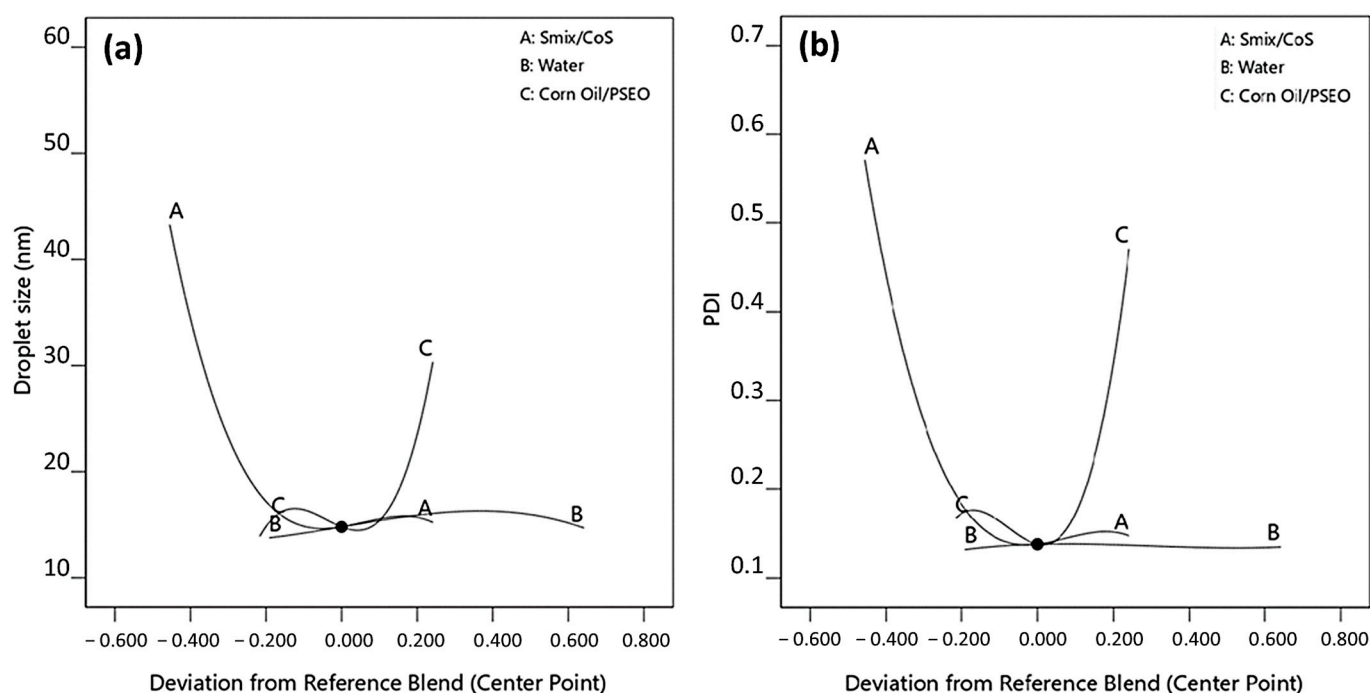 (a)
A: Smix/CoS
B: Water
C: Corn Oil/PSEO
60
50
40
30
20
10
Droplet size (nm)
A
C
C
B
A
B
– 0.600 – 0.400 – 0.200 0.000 0.200 0.400 0.600 0.800
Deviation from Reference Blend (Center Point)
(b)
A: Smix/CoS
B: Water
C: Corn Oil/PSEO
0.7
0.6
0.5
0.4
0.3
0.2
0.1
PDI
A
C
C
B
A
B
– 0.600 – 0.400 – 0.200 0.000 0.200 0.400 0.600 0.800
Deviation from Reference Blend (Center Point)